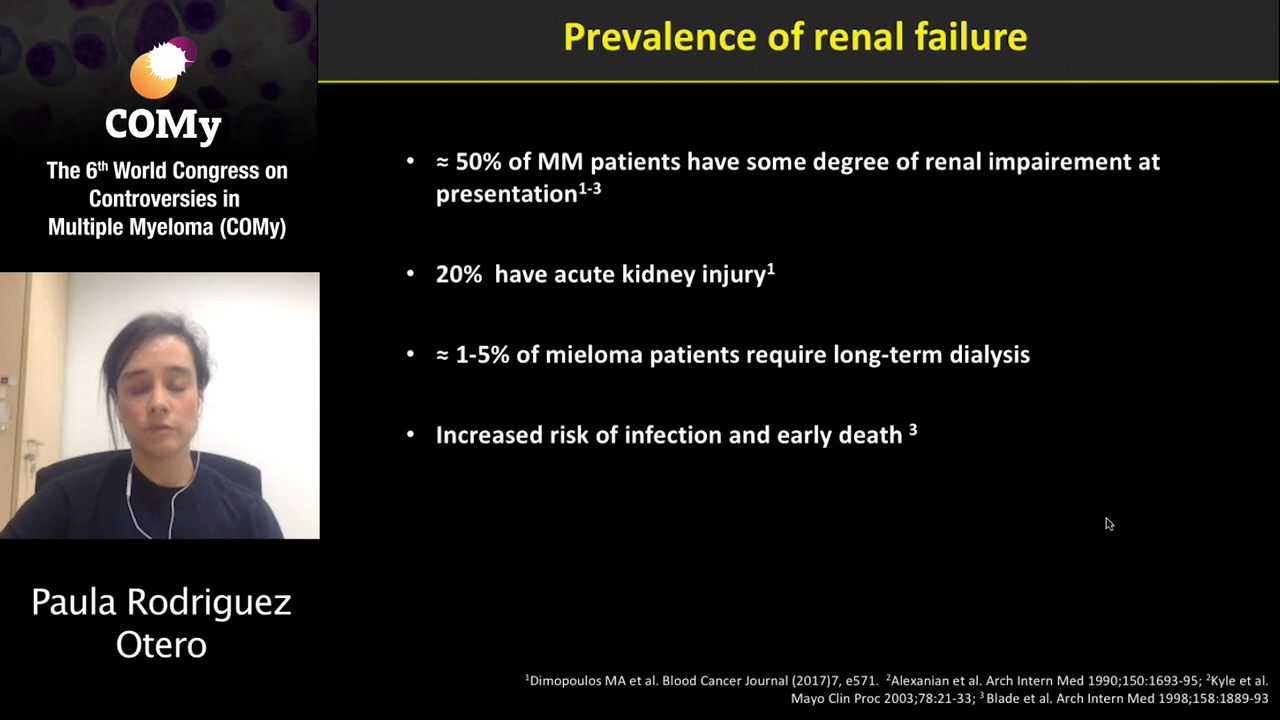 COMy
The 6th World Congress on
Controversies in
Multiple Myeloma (COMy)
Paula Rodriguez
Otero
Prevalence of renal failure
• ≈ 50% of MM patients have some degree of renal impairement at
presentation1-3
• 20%  have acute kidney injury1
• ≈ 1-5% of mieloma patients require long-term dialysis
• Increased risk of infection and early death 3
1Dimopoulos MA et al. Blood Cancer Journal (2017)7, e571.  2Alexanian et al. Arch Intern Med 1990;150:1693-95; 2Kyle et al.
Mayo Clin Proc 2003;78:21-33; 3 Blade et al. Arch Intern Med 1998;158:1889-93